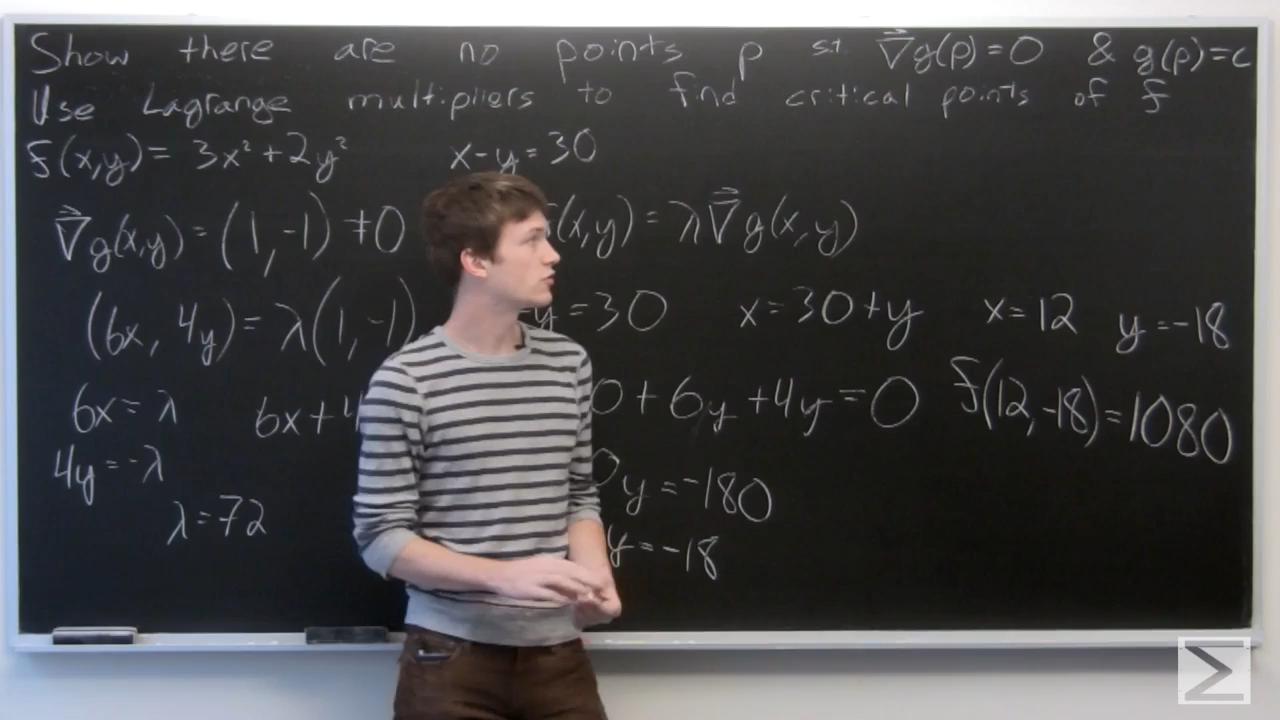 Show there are no points p st. ∇⃗g(p)=0 & g(p)=c
Use Lagrange multipliers to find critical points of f
f(x,y)= 3x²+2y² x-y=30
∇⃗g(x,y)=(1,-1)≠0 (x,y)=λ∇⃗g(x,y)
(6x, 4y)=λ(1,-1) y=30 x=30+y x=12 y=-18
6x=λ 6x+4 0+6y+4y=0 f(12,-18)=1080
4y=-λ 0y=-180
λ=72 y=-18